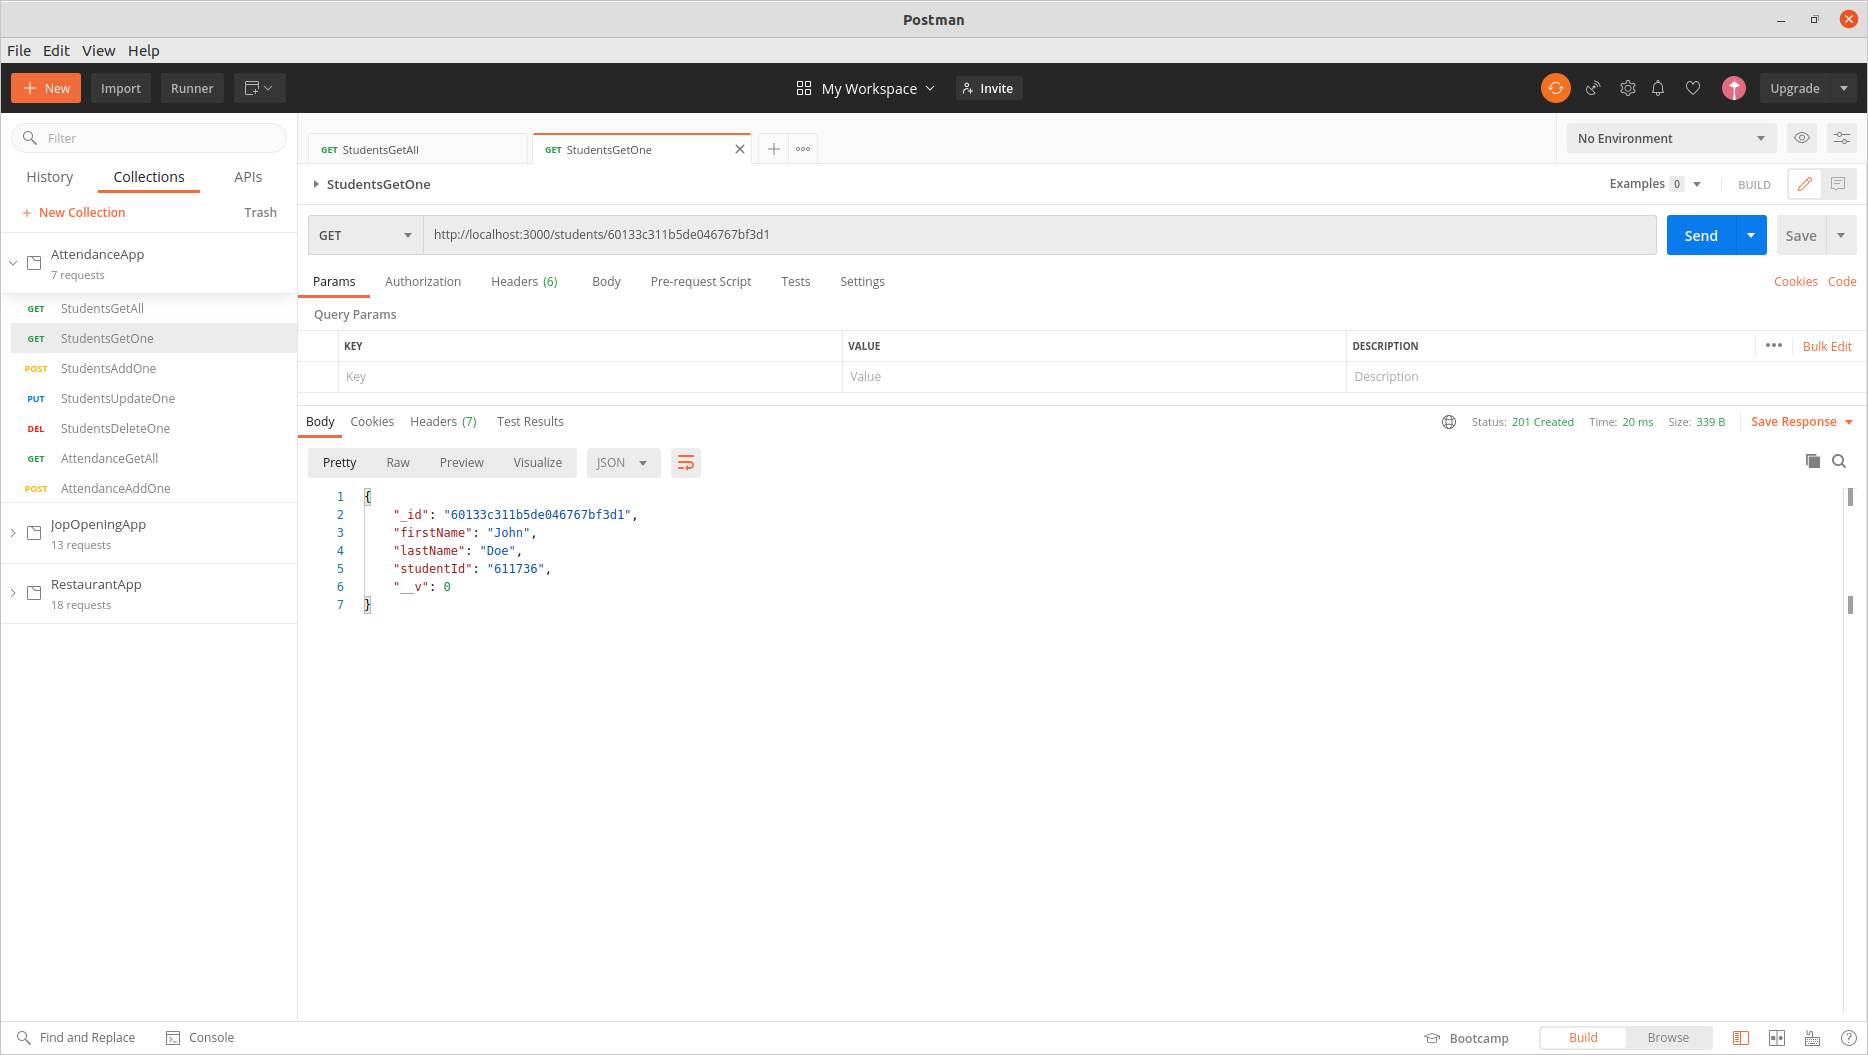 Postman
File Edit View Help
New Import Runner My Workspace Invite Upgrade
Filter
History Collections APIs
New Collection Trash
AttendanceApp
7 requests
GET StudentsGetAll
GET StudentsGetOne
POST StudentsAddOne
PUT StudentsUpdateOne
DEL StudentsDeleteOne
GET AttendanceGetAll
POST AttendanceAddOne
JopOpeningApp
13 requests
RestaurantApp
18 requests
GET StudentsGetAll GET StudentsGetOne No Environment
StudentsGetOne Examples 0 BUILD
GET http://localhost:3000/students/60133c311b5de046767bf3d1 Send Save
Params Authorization Headers (6) Body Pre-request Script Tests Settings Cookies Code
Query Params
KEY VALUE DESCRIPTION Bulk Edit
Key Value Description
Body Cookies Headers (7) Test Results Status: 201 Created Time: 20 ms Size: 339 B Save Response
Pretty Raw Preview Visualize JSON
1 {
2 "_id": "60133c311b5de046767bf3d1",
3 "firstName": "John",
4 "lastName": "Doe",
5 "studentId": "611736",
6 "__v": 0
7 }
Find and Replace Console Bootcamp Build Browse